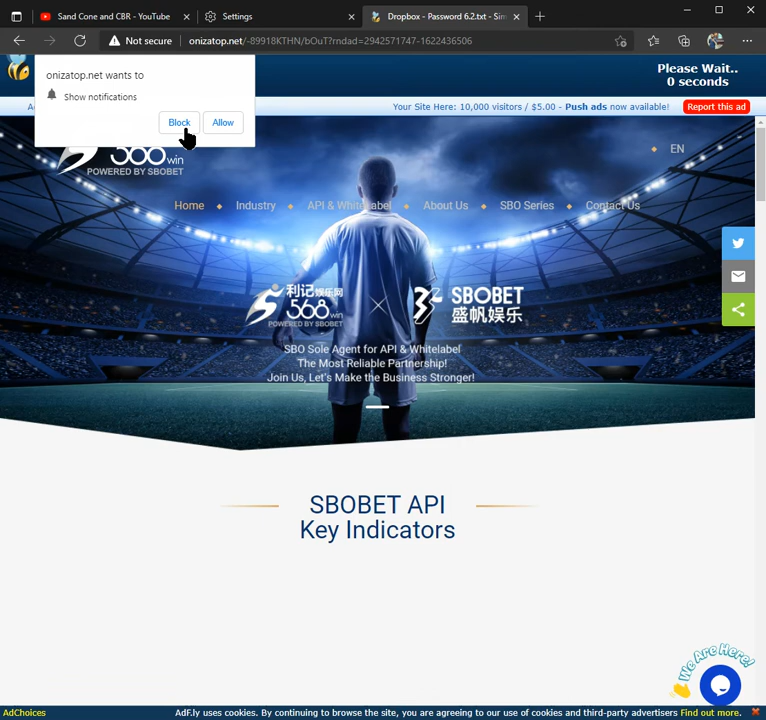 Sand Cone and CBR - YouTube
Settings
Dropbox - Password 6.2.txt - Sim
Not secure
onizatop.net/-89918KTHN/bOuT?rndad=2942571747-1622436506
onizatop.net wants to
Show notifications
Block
Allow
Please Wait..
0 seconds
Your Site Here: 10,000 visitors / $5.00 - Push ads now available!
Report this ad
568win
POWERED BY SBOBET
EN
Home
Industry
API & Whitelabel
About Us
SBO Series
Contact Us
利记娱乐网
568win
POWERED BY SBOBET
SBOBET
盛帆娱乐
SBO Sole Agent for API & Whitelabel
The Most Reliable Partnership!
Join Us, Let's Make the Business Stronger!
SBOBET API
Key Indicators
We Are Here!
AdChoices
AdF.ly uses cookies. By continuing to browse the site, you are agreeing to our use of cookies and third-party advertisers Find out more.